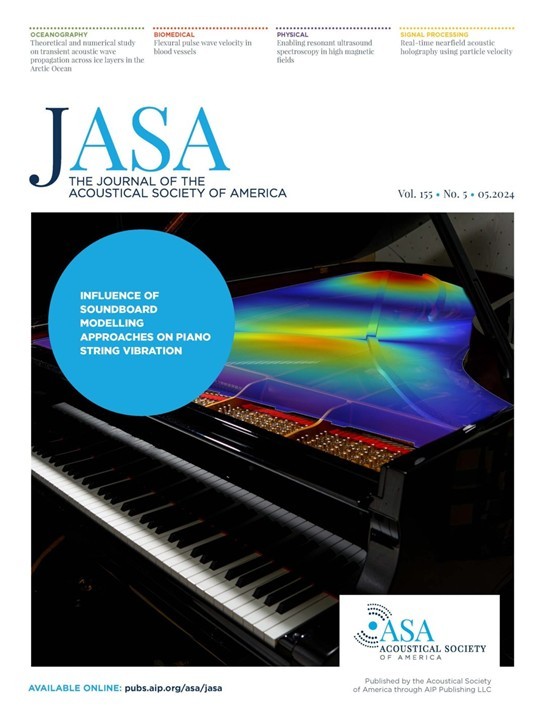 OCEANOGRAPHY
Theoretical and numerical study
on transient acoustic wave
propagation across ice layers in the
Arctic Ocean
BIOMEDICAL
Flexural pulse wave velocity in
blood vessels
PHYSICAL
Enabling resonant ultrasound
spectroscopy in high magnetic
fields
SIGNAL PROCESSING
Real-time nearfield acoustic
holography using particle velocity
JASA
THE JOURNAL OF THE
ACOUSTICAL SOCIETY OF AMERICA
Vol. 155 • No. 5 • 05.2024
INFLUENCE OF
SOUNDBOARD
MODELLING
APPROACHES ON PIANO
STRING VIBRATION
ASA
ACOUSTICAL SOCIETY
OF AMERICA
AVAILABLE ONLINE: pubs.aip.org/asa/jasa
Published by the Acoustical Society
of America through AIP Publishing LLC